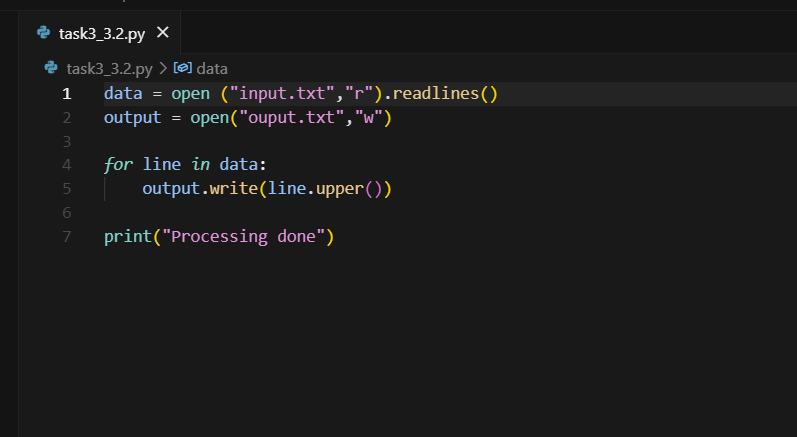 task3_3.2.py
task3_3.2.py > data
1 data = open ("input.txt","r").readlines()
2 output = open("ouput.txt","w")
3
4 for line in data:
5 output.write(line.upper())
6
7 print("Processing done")